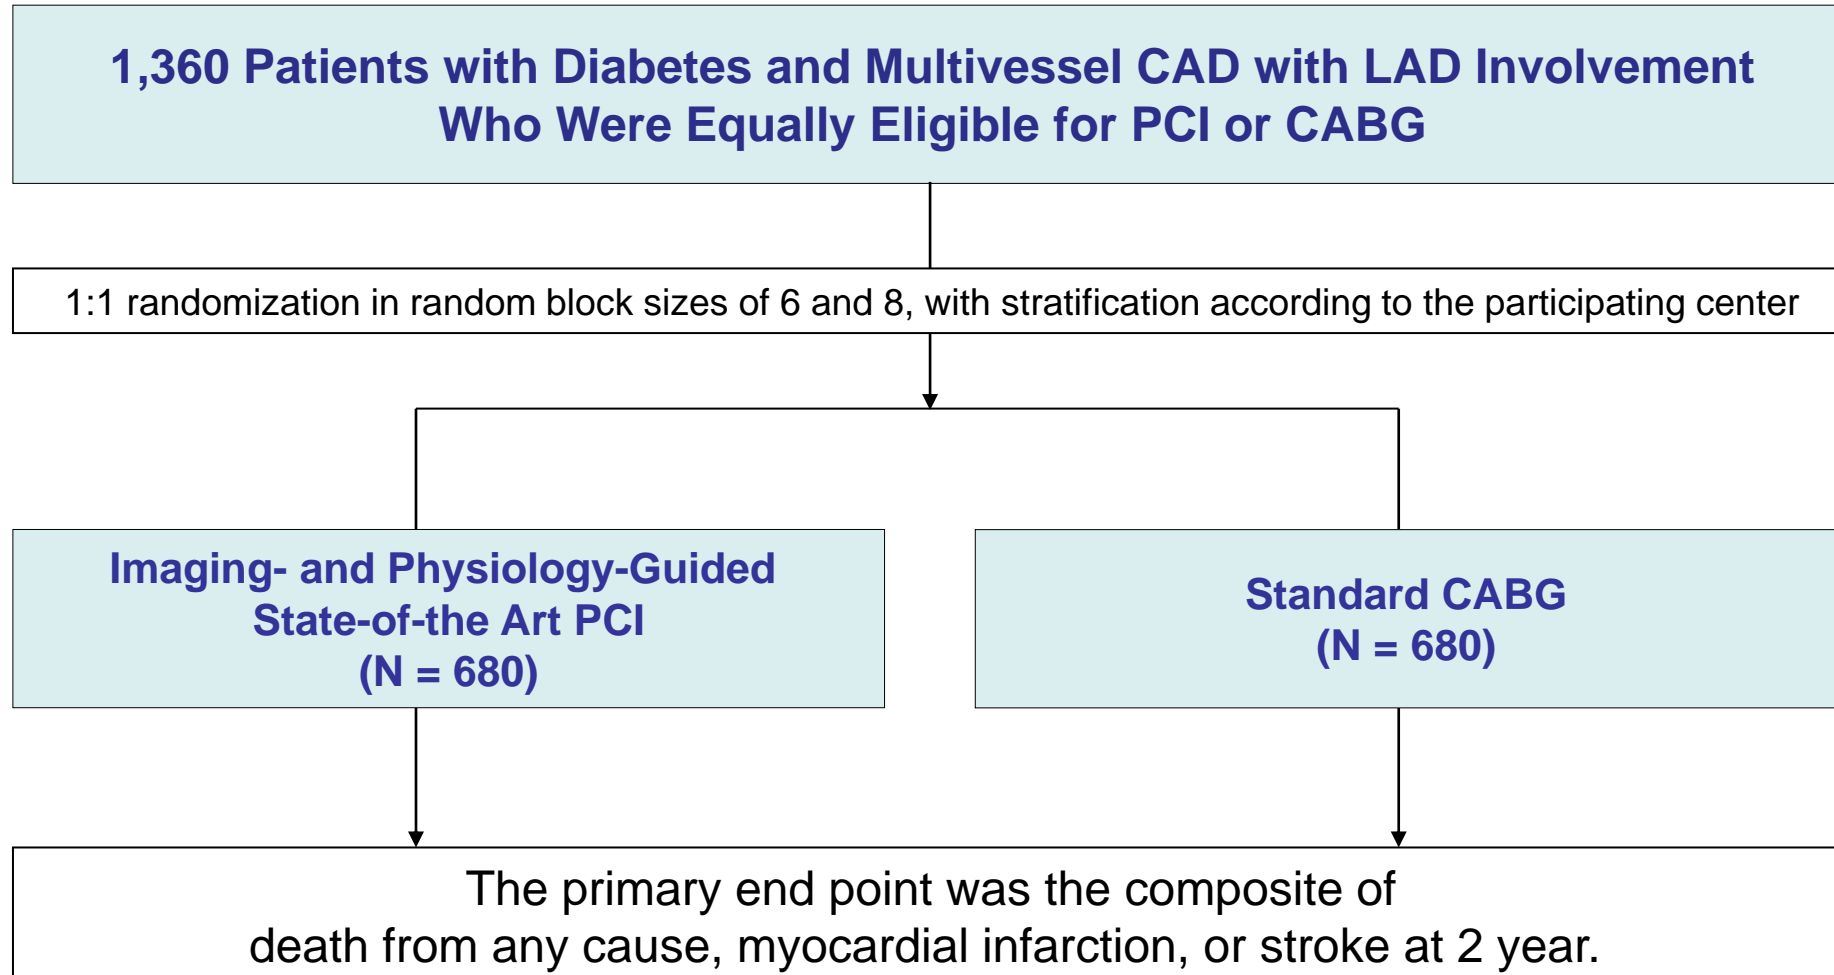 1,360 Patients with Diabetes and Multivessel CAD with LAD Involvement
Who Were Equally Eligible for PCI or CABG
1:1 randomization in random block sizes of 6 and 8, with stratification according to the participating center
Imaging- and Physiology-Guided
State-of-the Art PCI
(N = 680)
Standard CABG
(N = 680)
The primary end point was the composite of
death from any cause, myocardial infarction, or stroke at 2 year.